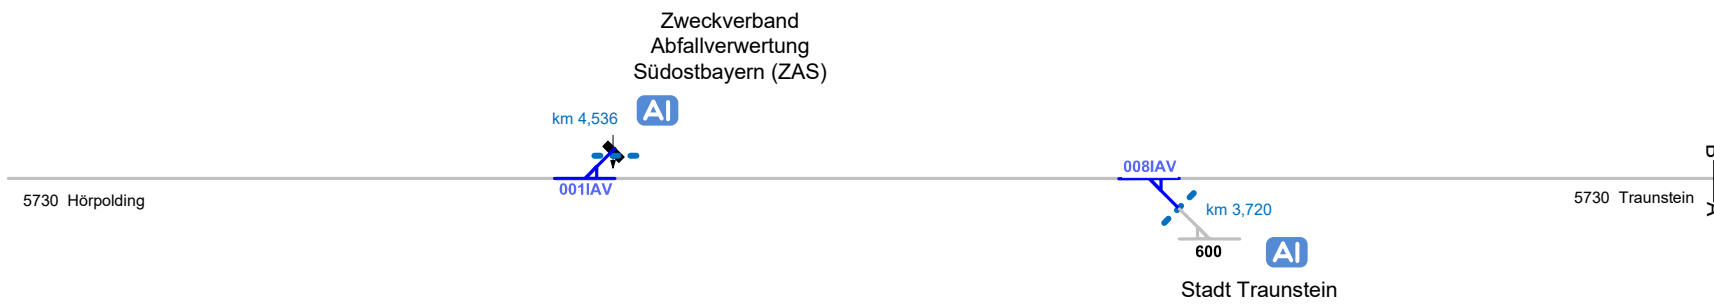 Zweckverband
Abfallverwertung
Südostbayern (ZAS)
AI
km 4,536
001IAV
008IAV
5730 Hörpolding
5730 Traunstein
km 3,720
600
AI
Stadt Traunstein
A